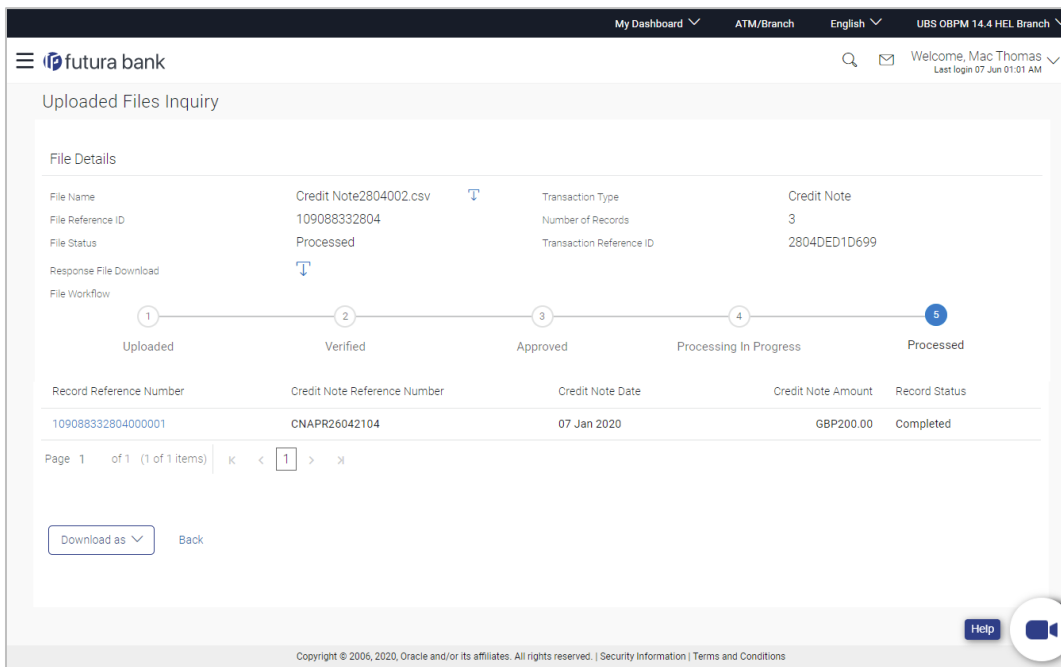 My Dashboard ATM/Branch English UBS OBPM 14.4 HEL Branch
futura bank Welcome, Mac Thomas
Last login 07 Jun 01:01 AM
Uploaded Files Inquiry
File Details
File Name Credit Note2804002.csv Transaction Type Credit Note
File Reference ID 109088332804 Number of Records 3
File Status Processed Transaction Reference ID 2804DED1D699
Response File Download
File Workflow
1 2 3 4 5
Uploaded Verified Approved Processing In Progress Processed
Record Reference Number Credit Note Reference Number Credit Note Date Credit Note Amount Record Status
109088332804000001 CNAPR26042104 07 Jan 2020 GBP200.00 Completed
Page 1 of 1 (1 of 1 items) 1
Download as Back
Help
Copyright © 2006, 2020, Oracle and/or its affiliates. All rights reserved. | Security Information | Terms and Conditions